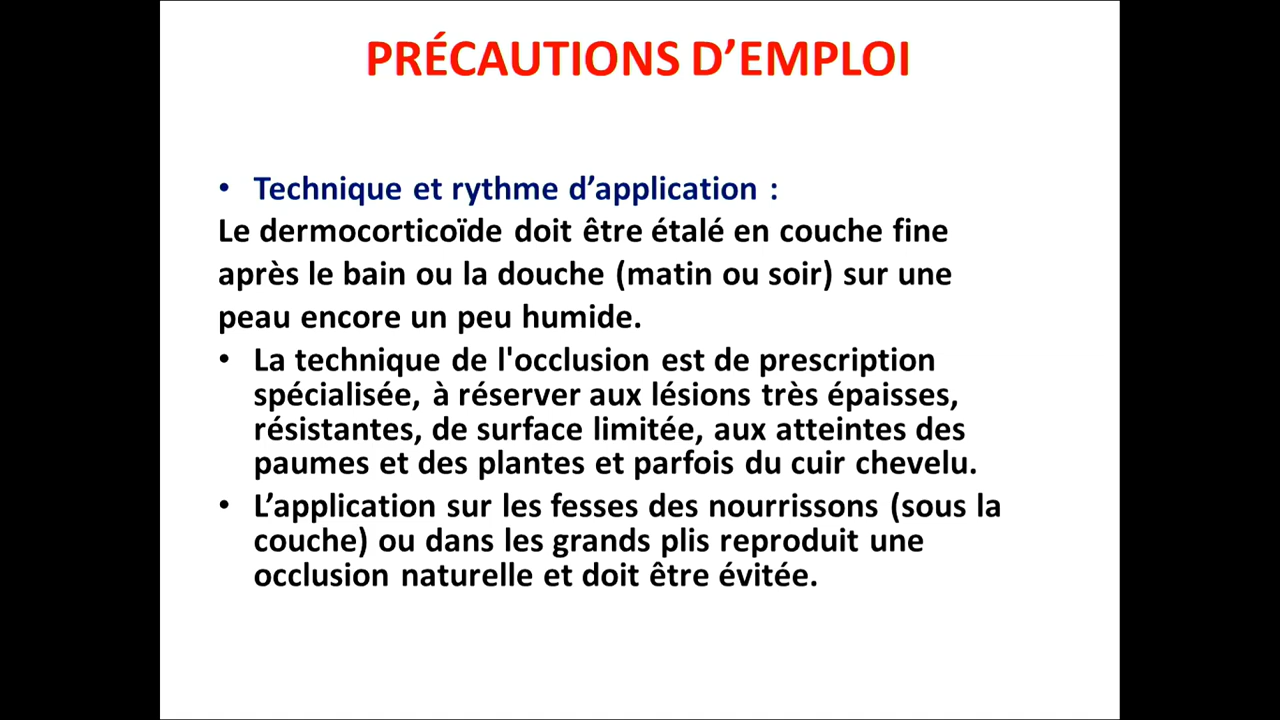 PRÉCAUTIONS D’EMPLOI
• Technique et rythme d’application :
Le dermocorticoïde doit être étalé en couche fine
après le bain ou la douche (matin ou soir) sur une
peau encore un peu humide.
• La technique de l'occlusion est de prescription
spécialisée, à réserver aux lésions très épaisses,
résistantes, de surface limitée, aux atteintes des
paumes et des plantes et parfois du cuir chevelu.
• L’application sur les fesses des nourrissons (sous la
couche) ou dans les grands plis reproduit une
occlusion naturelle et doit être évitée.